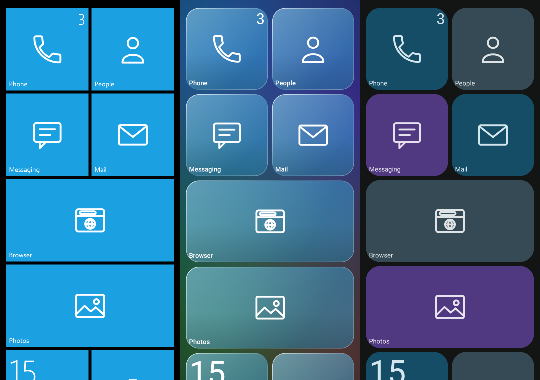 3
Phone
People
Messaging
Mail
Browser
Photos
15
3
Phone
People
Messaging
Mail
Browser
Photos
15
3
Phone
People
Messaging
Mail
Browser
Photos
15